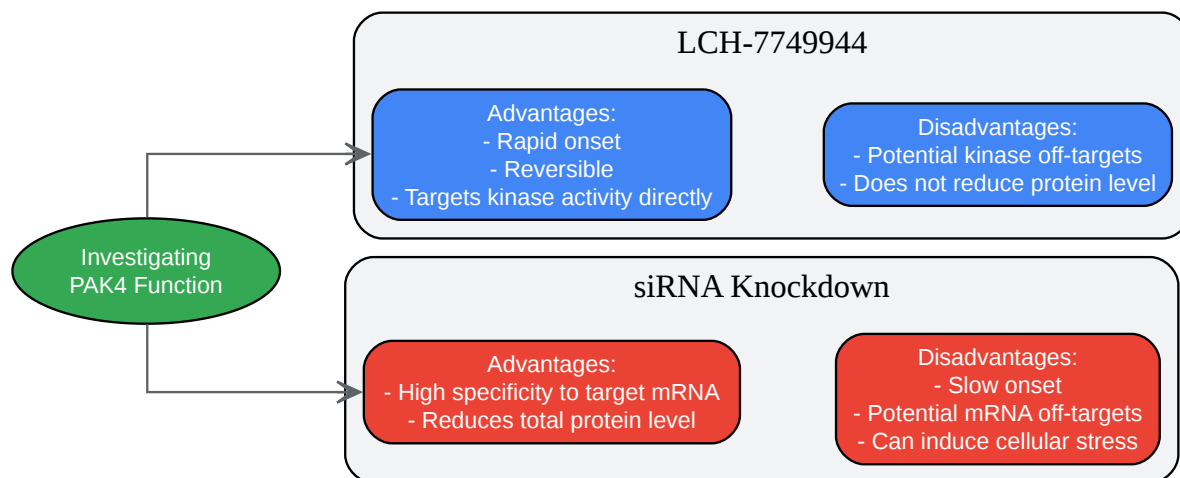 LCH-7749944
Advantages:
- Rapid onset
- Reversible
- Targets kinase activity directly
Disadvantages:
- Potential kinase off-targets
- Does not reduce protein level
Investigating
PAK4 Function
siRNA Knockdown
Advantages:
- High specificity to target mRNA
- Reduces total protein level
Disadvantages:
- Slow onset
- Potential mRNA off-targets
- Can induce cellular stress